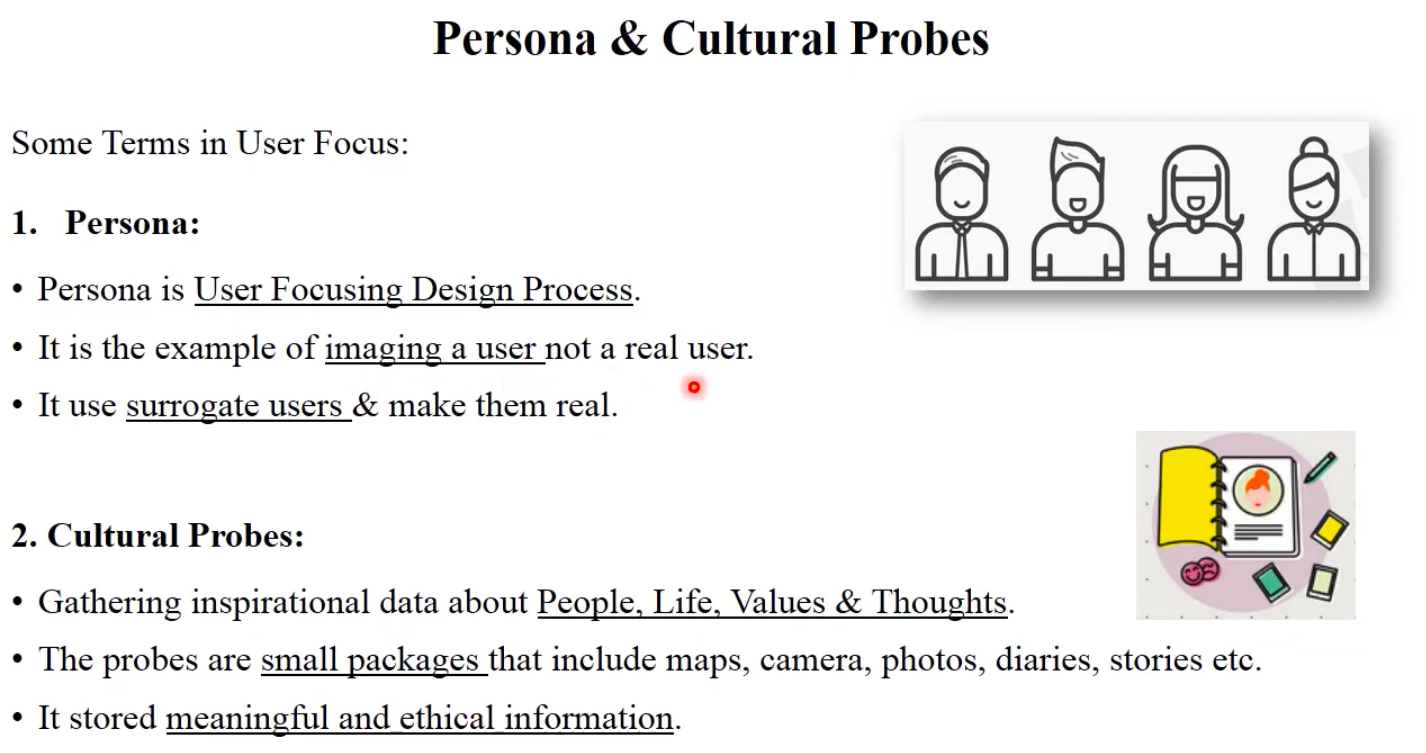 Persona & Cultural Probes
Some Terms in User Focus:
1. Persona:
• Persona is User Focusing Design Process.
• It is the example of imaging a user not a real user.
• It use surrogate users & make them real.
2. Cultural Probes:
• Gathering inspirational data about People, Life, Values & Thoughts.
• The probes are small packages that include maps, camera, photos, diaries, stories etc.
• It stored meaningful and ethical information.